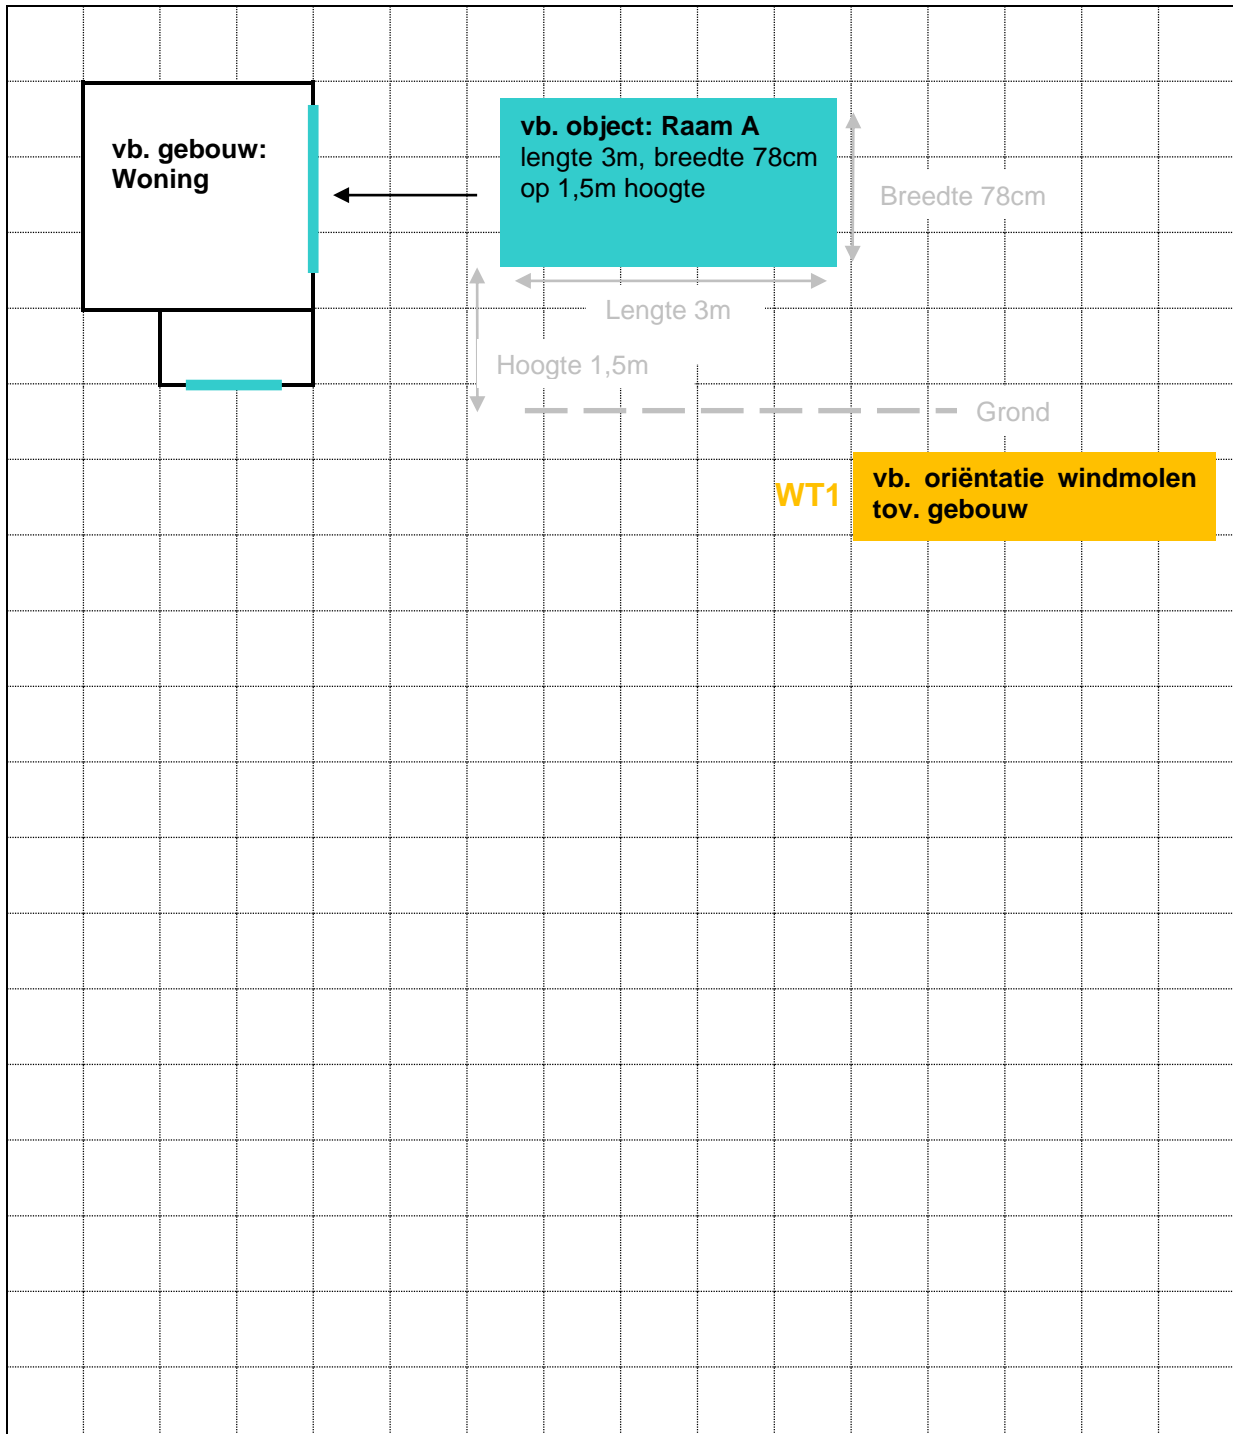 vb. gebouw:
Woning
vb. object: Raam A
lengte 3m, breedte 78cm
op 1,5m hoogte
Breedte 78cm
Lengte 3m
Hoogte 1,5m
Grond
WT1
vb. oriëntatie windmolen
tov. gebouw